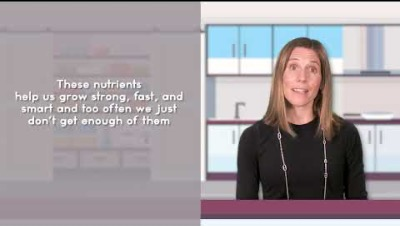 These nutrients
help us grow strong, fast, and
smart and too often we just
don't get enough of them